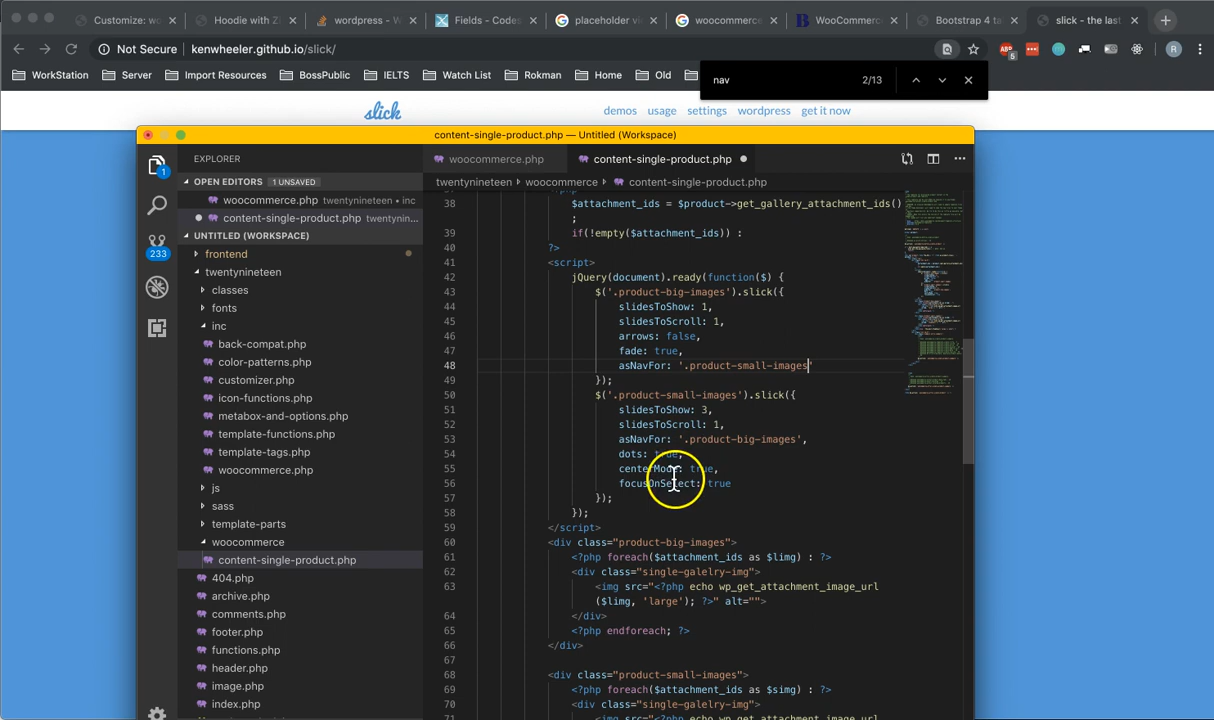 Customize: wo
Hoodie with Zi
wordpress - W
Fields - Codes
placeholder vi
woocommerce
WooCommerc
Bootstrap 4 ta
slick - the last
Not Secure
kenwheeler.github.io/slick/
ABP
5
R
WorkStation
Server
Import Resources
BossPublic
IELTS
Watch List
Rokman
Home
Old
nav
2/13
slick
demos usage settings wordpress get it now
content-single-product.php — Untitled (Workspace)
EXPLORER
woocommerce.php
content-single-product.php
1
OPEN EDITORS 1 UNSAVED
twentynineteen woocommerce content-single-product.php
woocommerce.php twentynineteen • inc
content-single-product.php twentynin...
UNTITLED (WORKSPACE)
233
frontend
twentynineteen
classes
fonts
inc
back-compat.php
color-patterns.php
customizer.php
icon-functions.php
metabox-and-options.php
template-functions.php
template-tags.php
woocommerce.php
js
sass
template-parts
woocommerce
content-single-product.php
404.php
archive.php
comments.php
footer.php
functions.php
header.php
image.php
index.php
38 $attachment_ids = $product->get_gallery_attachment_ids()
;
39 if(!empty($attachment_ids)) :
40 ?>
41 <script>
42 jQuery(document).ready(function($) {
43 $('.product-big-images').slick({
44 slidesToShow: 1,
45 slidesToScroll: 1,
46 arrows: false,
47 fade: true,
48 asNavFor: '.product-small-images'
49 });
50 $('.product-small-images').slick({
51 slidesToShow: 3,
52 slidesToScroll: 1,
53 asNavFor: '.product-big-images',
54 dots: true,
55 centerMode: true,
56 focusOnSelect: true
57 });
58 });
59 </script>
60 <div class="product-big-images">
61 <?php foreach($attachment_ids as $limg) : ?>
62 <div class="single-galelry-img">
63 <img src="<?php echo wp_get_attachment_image_url
($limg, 'large'); ?>" alt="">
64 </div>
65 <?php endforeach; ?>
66 </div>
67
68 <div class="product-small-images">
69 <?php foreach($attachment_ids as $simg) : ?>
70 <div class="single-galelry-img">